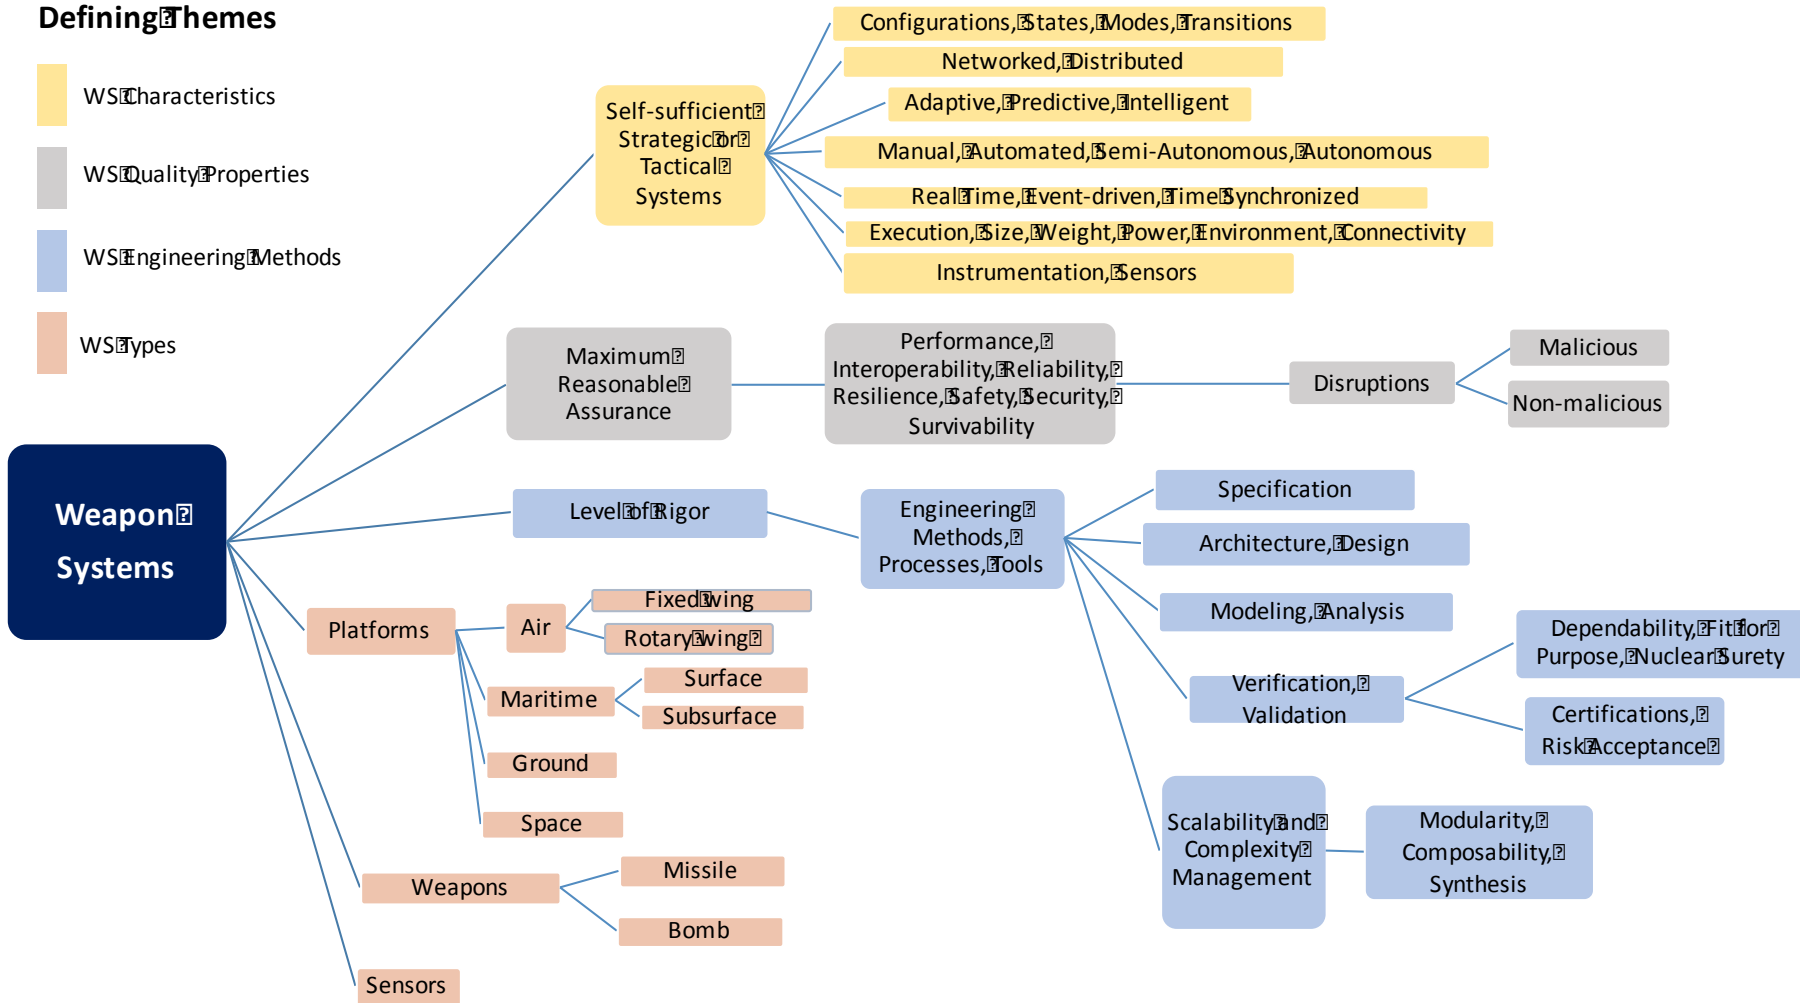 Defining Themes
WS Characteristics
WS Quality Properties
WS Engineering Methods
WS Types
Weapon
Systems
Self-sufficient
Strategic or
Tactical
Systems
Configurations, States, Modes, Transitions
Networked, Distributed
Adaptive, Predictive, Intelligent
Manual, Automated, Semi-Autonomous, Autonomous
Real Time, Event-driven, Time Synchronized
Execution, Size, Weight, Power, Environment, Connectivity
Instrumentation, Sensors
Maximum
Reasonable
Assurance
Performance,
Interoperability, Reliability,
Resilience, Safety, Security,
Survivability
Disruptions
Malicious
Non-malicious
Level of Rigor
Engineering
Methods,
Processes, Tools
Specification
Architecture, Design
Modeling, Analysis
Verification,
Validation
Dependability, Fit for
Purpose, Nuclear Surety
Certifications,
Risk Acceptance
Scalability and
Complexity
Management
Modularity,
Composability,
Synthesis
Platforms
Air
Fixed wing
Rotary wing
Maritime
Surface
Subsurface
Ground
Space
Weapons
Missile
Bomb
Sensors